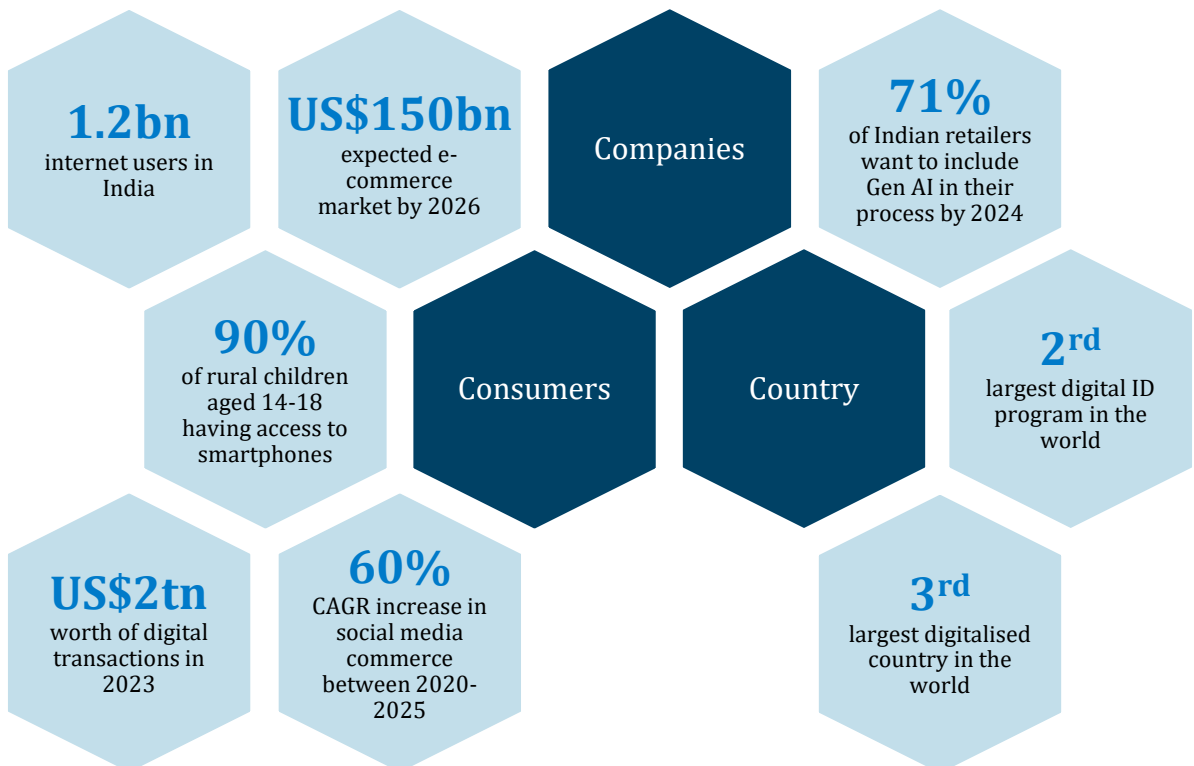 1.2bn
internet users in
India
US$150bn
expected e-
commerce
market by 2026
Companies
71%
of Indian retailers
want to include
Gen AI in their
process by 2024
90%
of rural children
aged 14-18
having access to
smartphones
Consumers
Country
2rd
largest digital ID
program in the
world
US$2tn
worth of digital
transactions in
2023
60%
CAGR increase in
social media
commerce
between 2020-
2025
3rd
largest digitalised
country in the
world